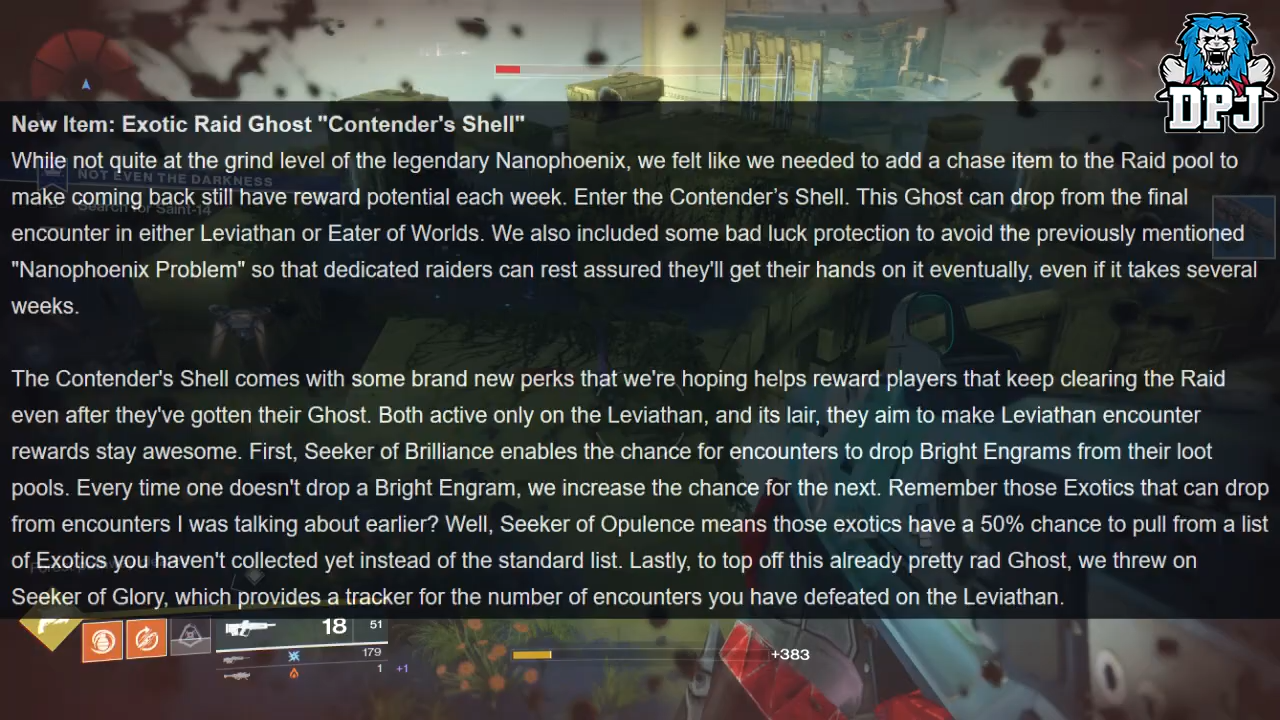 DPJ
New Item: Exotic Raid Ghost "Contender's Shell"
While not quite at the grind level of the legendary Nanophoenix, we felt like we needed to add a chase item to the Raid pool to
NOT EVEN THE DARKNESS
make coming back still have reward potential each week. Enter the Contender’s Shell. This Ghost can drop from the final
Search for Saint-14
encounter in either Leviathan or Eater of Worlds. We also included some bad luck protection to avoid the previously mentioned
"Nanophoenix Problem" so that dedicated raiders can rest assured they'll get their hands on it eventually, even if it takes several
weeks.
The Contender's Shell comes with some brand new perks that we're hoping helps reward players that keep clearing the Raid
even after they've gotten their Ghost. Both active only on the Leviathan, and its lair, they aim to make Leviathan encounter
rewards stay awesome. First, Seeker of Brilliance enables the chance for encounters to drop Bright Engrams from their loot
pools. Every time one doesn't drop a Bright Engram, we increase the chance for the next. Remember those Exotics that can drop
from encounters I was talking about earlier? Well, Seeker of Opulence means those exotics have a 50% chance to pull from a list
of Exotics you haven't collected yet instead of the standard list. Lastly, to top off this already pretty rad Ghost, we threw on
Seeker of Glory, which provides a tracker for the number of encounters you have defeated on the Leviathan.
18 51
179
1 +1
+383